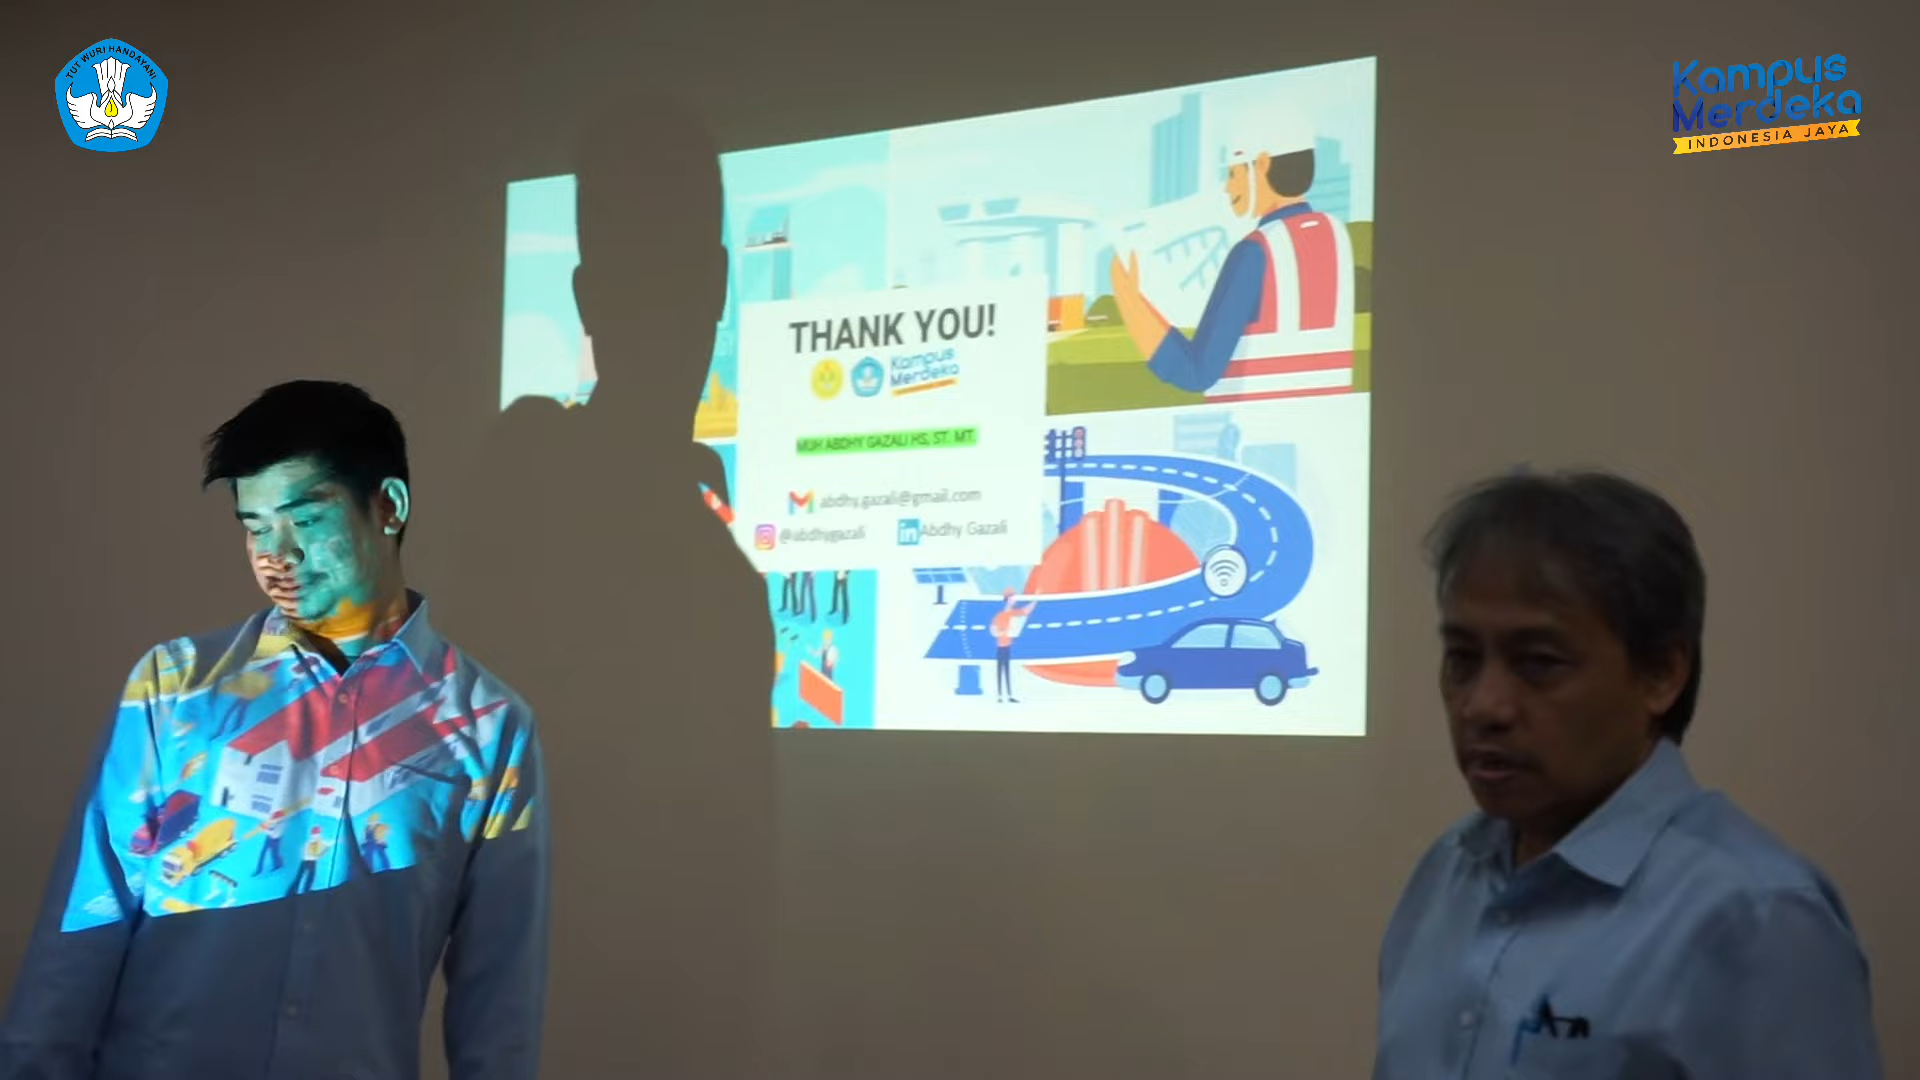 TUT WURI HANDAYANI
Kampus
Merdeka
INDONESIA JAYA
THANK YOU!
Kampus
Merdeka
MUH ABDHY GAZALI HS, ST. MT.
abdhy.gazali@gmail.com
@abdhygazali
in Abdhy Gazali